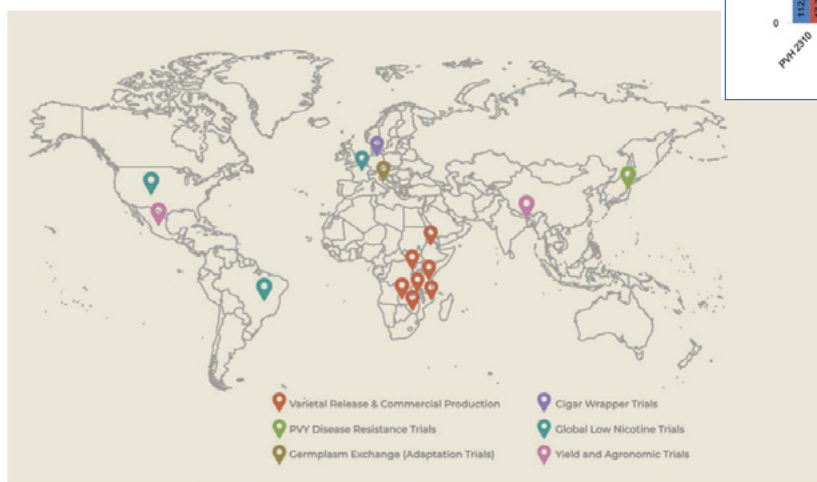 0
112.
PVH 2310
Varietal Release & Commercial Production
PVY Disease Resistance Trials
Germplasm Exchange (Adaptation Trials)
Cigar Wrapper Trials
Global Low Nicotine Trials
Yield and Agronomic Trials